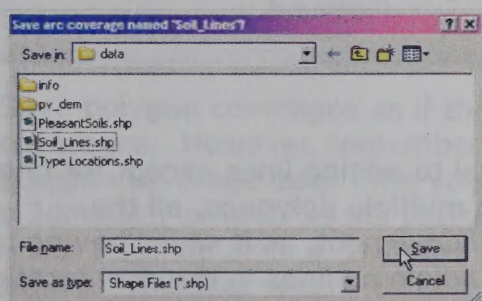 Save arc coverage named "Soil_Lines"?
Save in: data
info
pv_dem
PleasantSoils.shp
Soil_Lines.shp
Type Locations.shp
File name: Soil_Lines.shp Save
Save as type: Shape Files (*.shp) Cancel